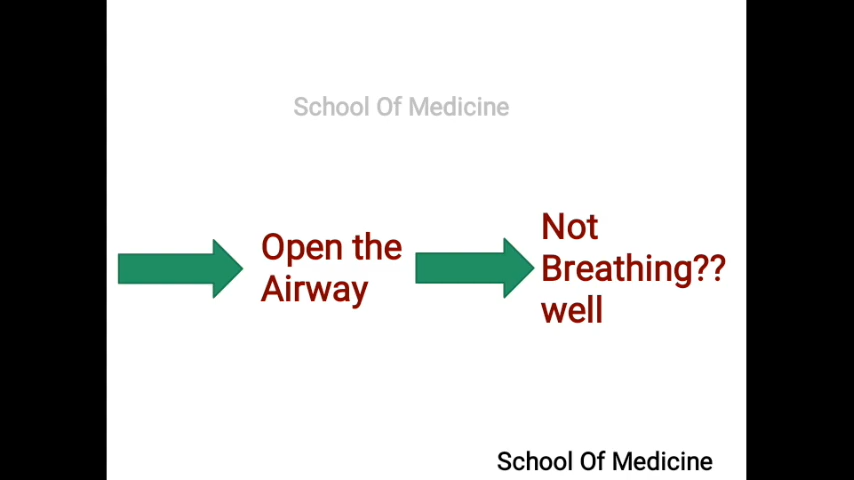 School Of Medicine
Open the
Airway
Not
Breathing??
well
School Of Medicine